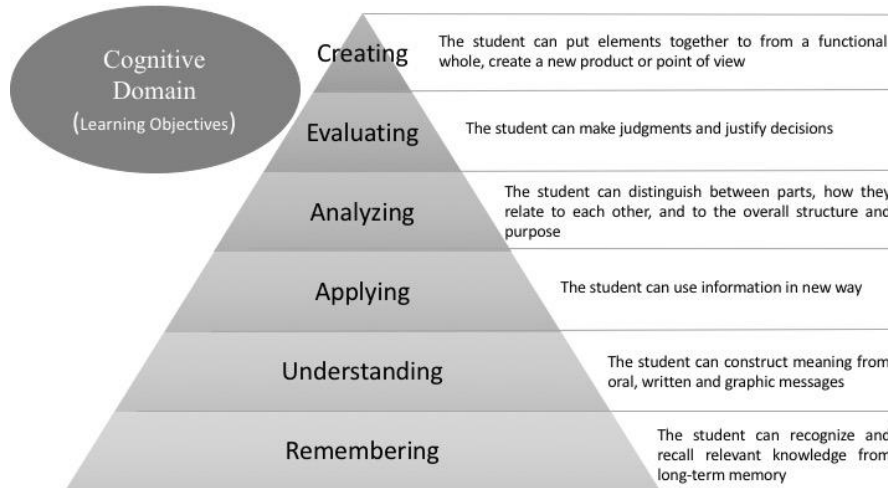 Cognitive
Domain
(Learning Objectives)
Creating
The student can put elements together to from a functional
whole, create a new product or point of view
Evaluating
The student can make judgments and justify decisions
Analyzing
The student can distinguish between parts, how they
relate to each other, and to the overall structure and
purpose
Applying
The student can use information in new way
Understanding
The student can construct meaning from
oral, written and graphic messages
Remembering
The student can recognize and
recall relevant knowledge from
long-term memory